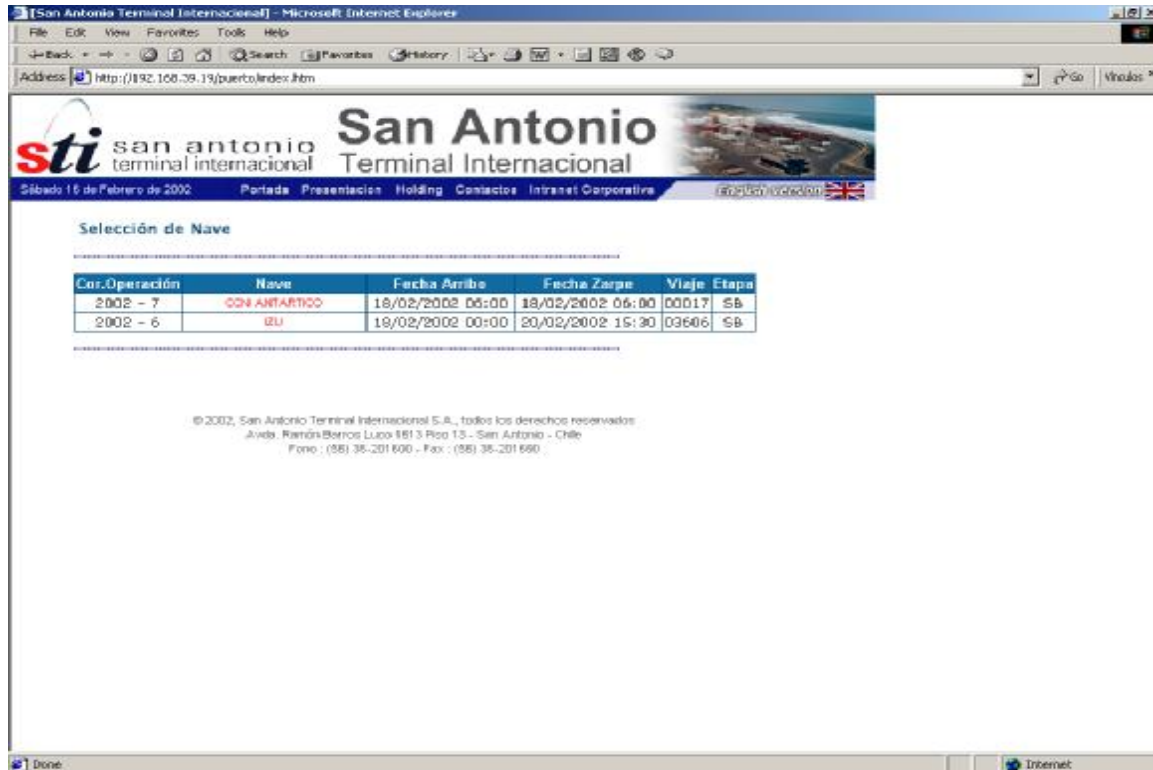 [San Antonio Terminal Internacional] - Microsoft Internet Explorer
File Edit View Favorites Tools Help
Back Search Favorites History
Address http://192.168.39.19/puerto/index.htm Go Vínculos »
sti san antonio terminal internacional
San Antonio
Terminal Internacional
Sábado 16 de Febrero de 2002 Portada Presentacion Holding Contactos Intranet Corporativa English version
Selección de Nave
Cor.Operación Nave Fecha Arribo Fecha Zarpe Viaje Etapa
2002 - 7 CCNI ANTARTICO 18/02/2002 06:00 00017 SB
2002 - 6 IZU 19/02/2002 00:00 20/02/2002 15:30 03606 SB
© 2002, San Antonio Terminal Internacional S.A., todos los derechos reservados
Avda. Ramón Barros Luco 1613 Piso 13 - San Antonio - Chile
Fono : (56) 35-201600 - Fax : (56) 35-201660
Done Internet